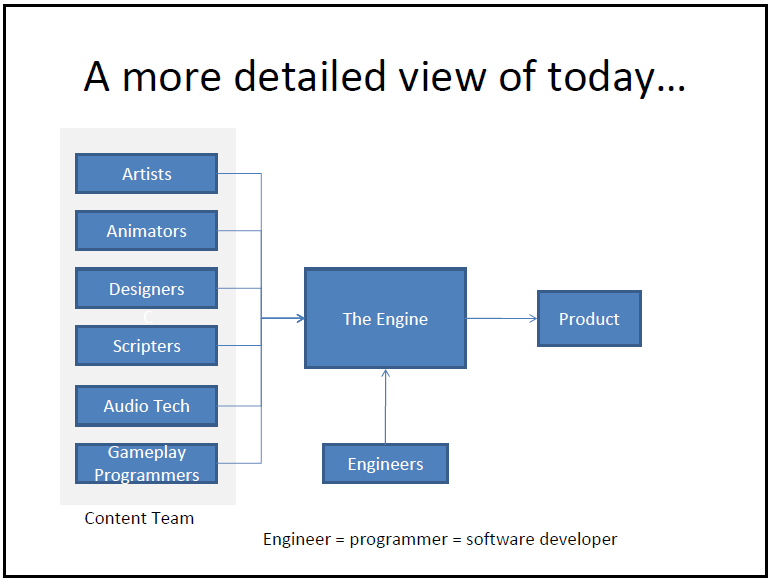 A more detailed view of today…
Artists
Animators
Designers
C
Scripters
Audio Tech
Gameplay
Programmers
The Engine
Product
Engineers
Content Team
Engineer = programmer = software developer